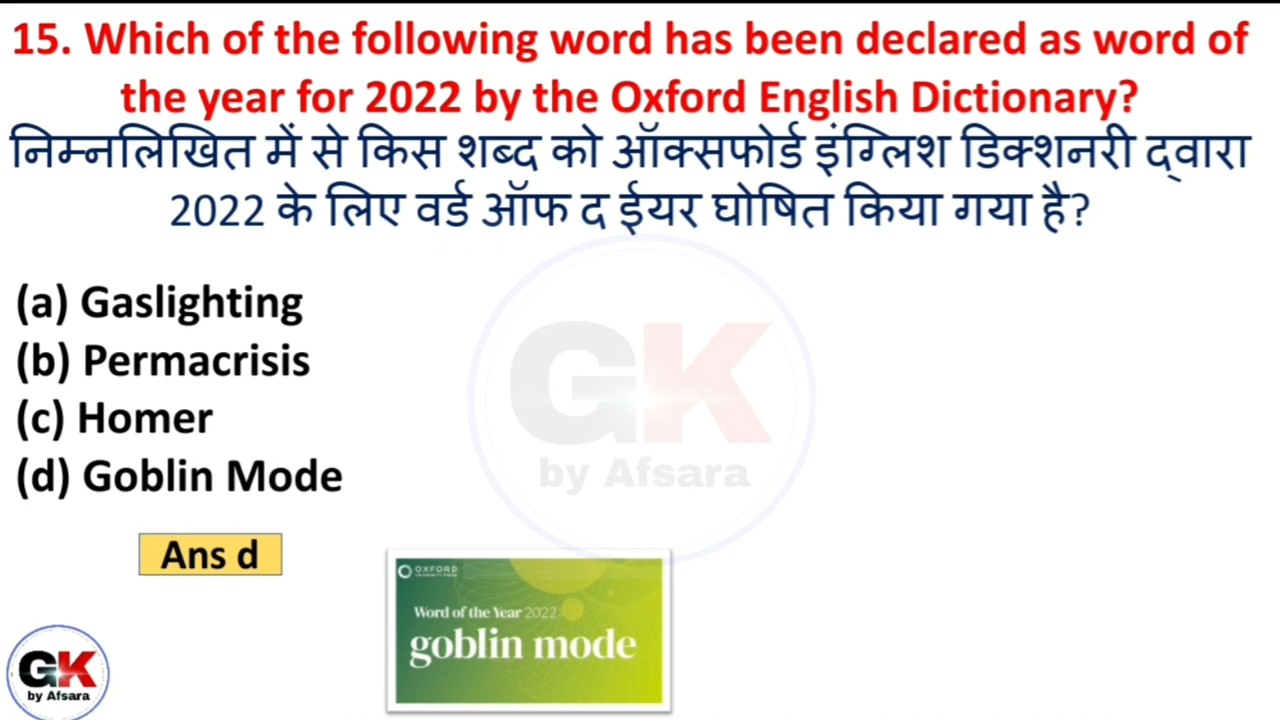 15. Which of the following word has been declared as word of
the year for 2022 by the Oxford English Dictionary?
निम्नलिखित में से किस शब्द को ऑक्सफोर्ड इंग्लिश डिक्शनरी द्वारा
2022 के लिए वर्ड ऑफ द ईयर घोषित किया गया है?
(a) Gaslighting
(b) Permacrisis
(c) Homer
(d) Goblin Mode
GK
by Afsara
Ans d
OXFORD
UNIVERSITY PRESS
Word of the Year 2022:
goblin mode
GK
by Afsara